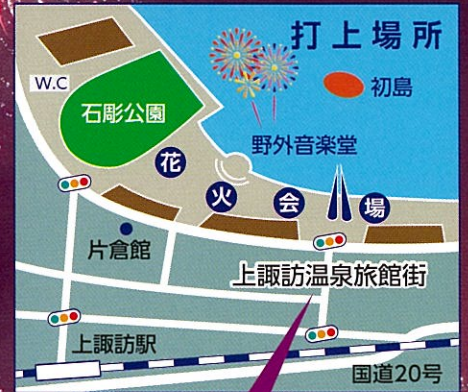 打上場所
W.C
初島
石彫公園
野外音楽堂
花火会場
片倉館
上諏訪温泉旅館街
上諏訪駅
国道20号